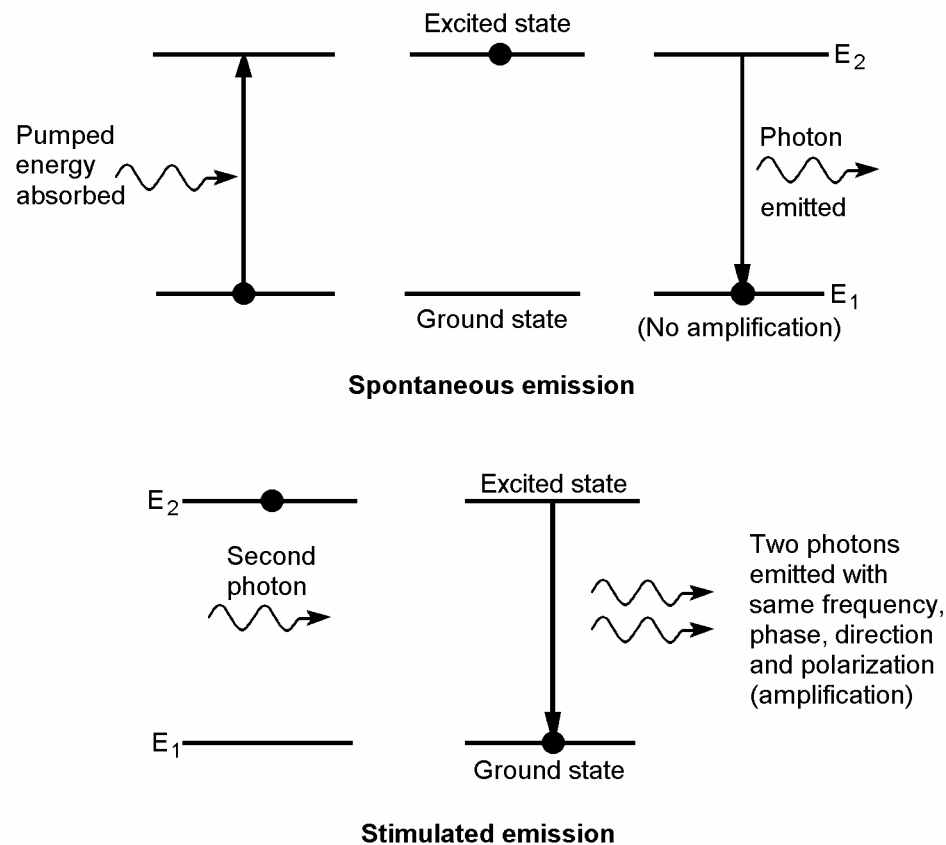 Excited state
E2
Pumped
energy
absorbed
Photon
emitted
E1
Ground state
(No amplification)
Spontaneous emission
E2
Excited state
Second
photon
Two photons
emitted with
same frequency,
phase, direction
and polarization
(amplification)
E1
Ground state
Stimulated emission